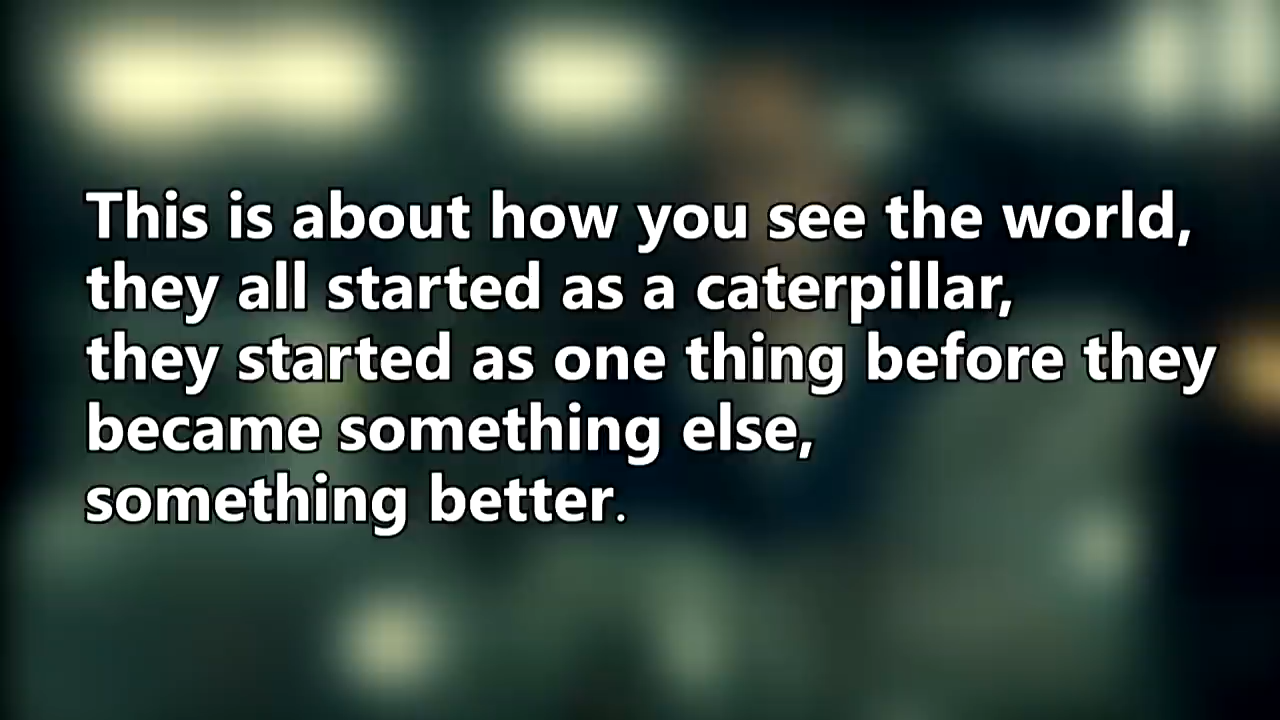 This is about how you see the world,
they all started as a caterpillar,
they started as one thing before they
became something else,
something better.